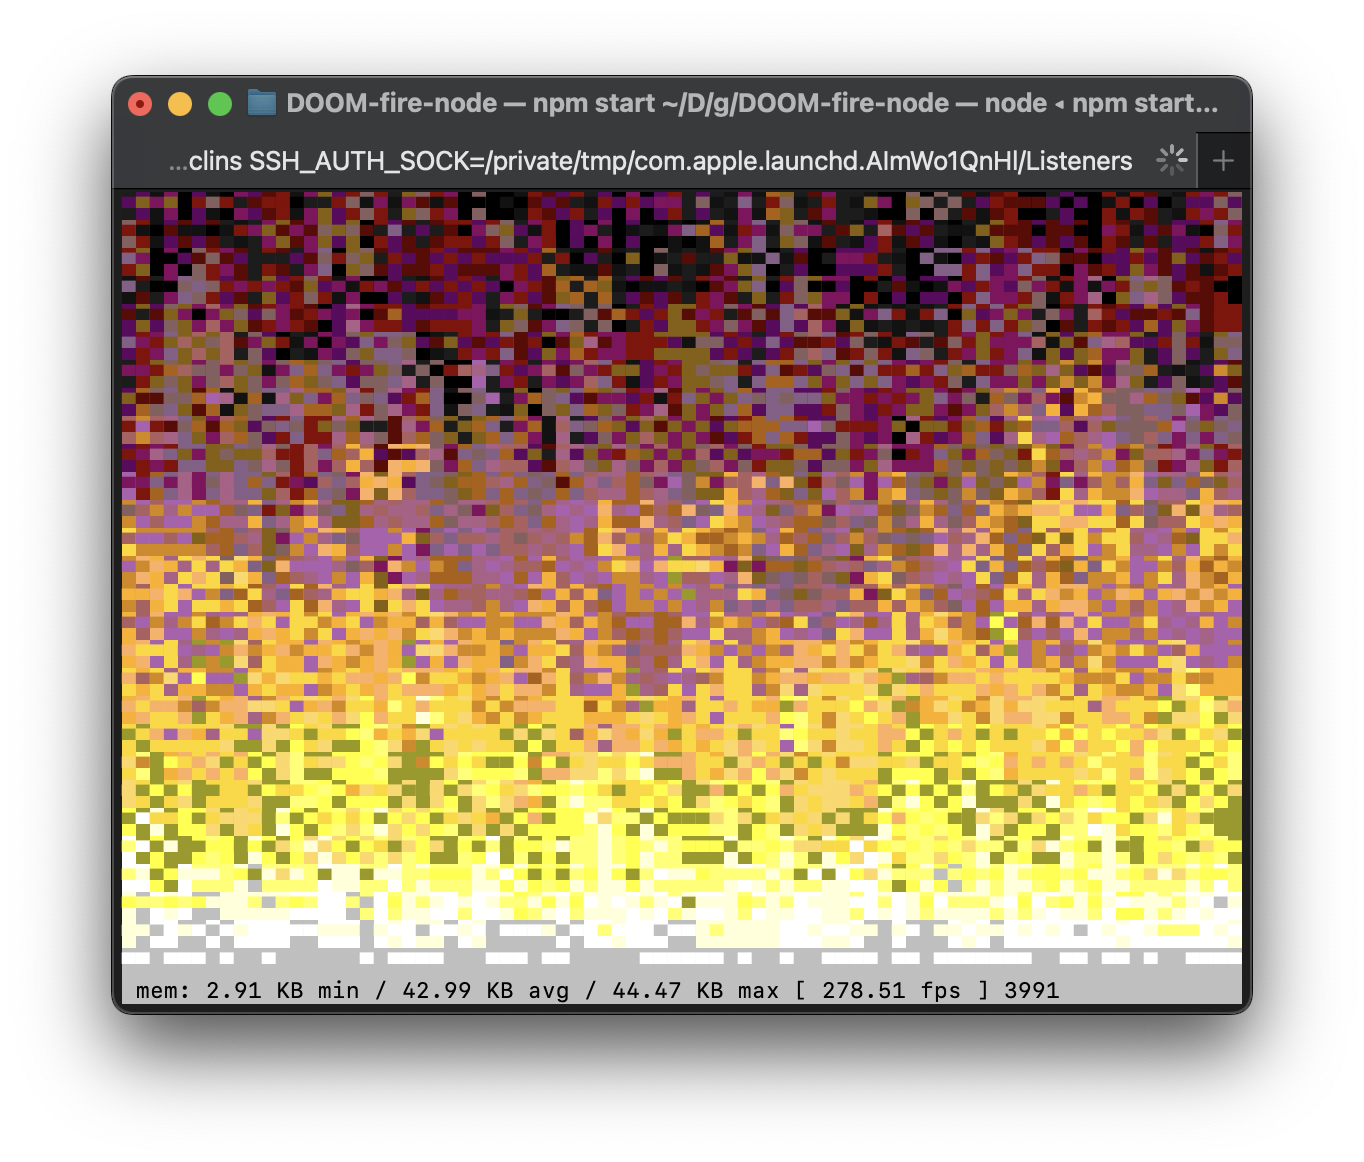 DOOM-fire-node — npm start ~/D/g/DOOM-fire-node — node ◂ npm start...
...clins SSH_AUTH_SOCK=/private/tmp/com.apple.launchd.AImWo1QnHl/Listeners
mem: 2.91 KB min / 42.99 KB avg / 44.47 KB max [ 278.51 fps ] 3991